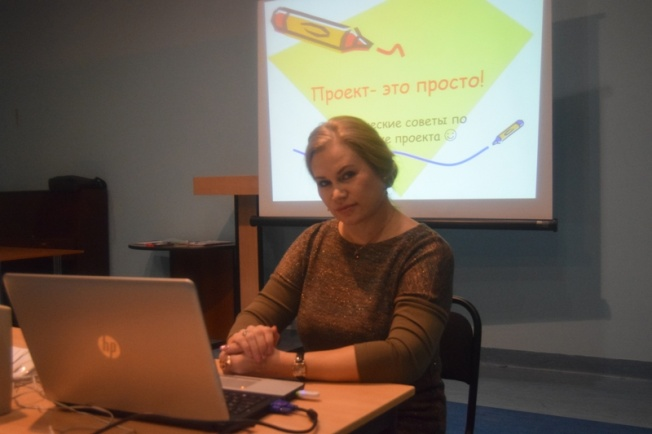 Проект- это просто!
советы по
проекта
hp